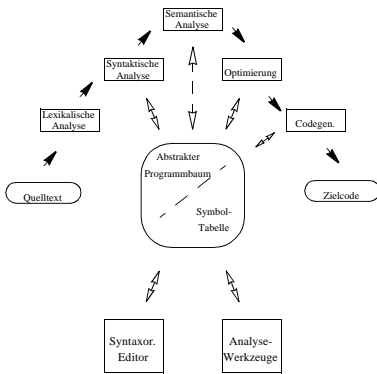 Semantische
Analyse
Syntaktische
Analyse
Optimierung
Lexikalische
Analyse
Codegen.
Abstrakter
Programmbaum
Symbol-
Tabelle
Quelltext
Zielcode
Syntaxor.
Editor
Analyse-
Werkzeuge